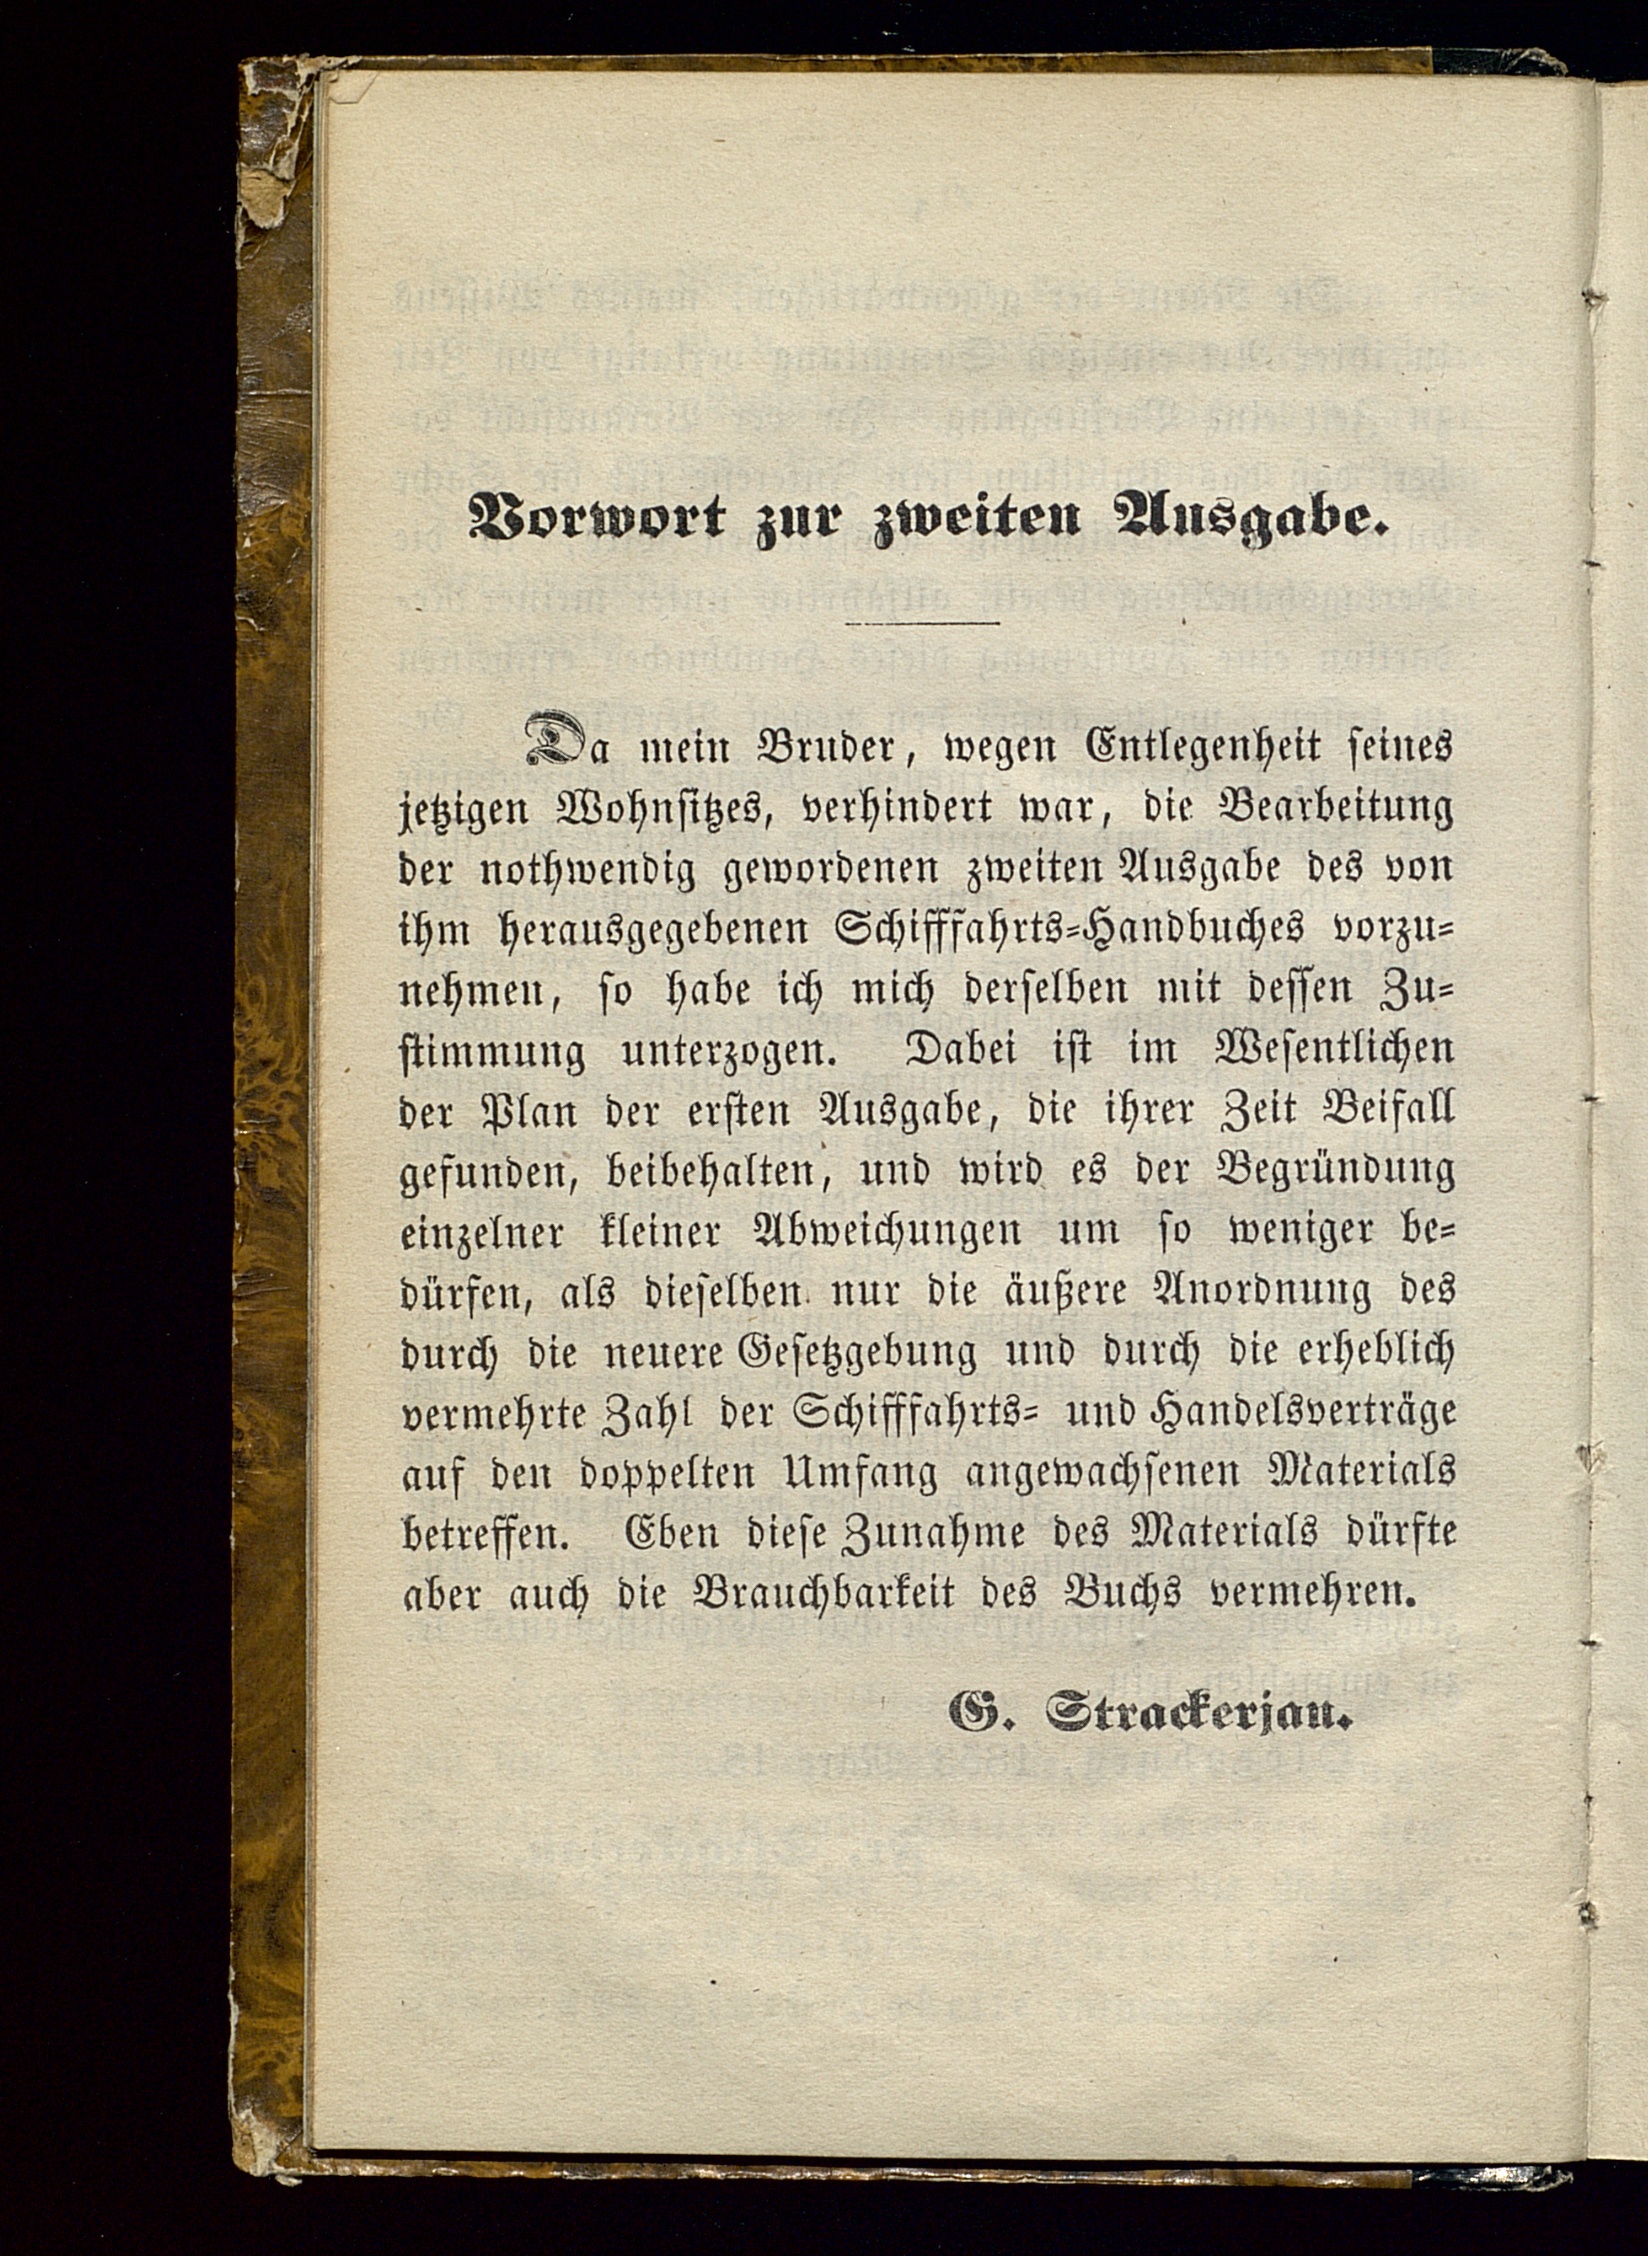 Vorwort zur zweiten Ausgabe.
Da mein Bruder, wegen Entlegenheit seines
jetzigen Wohnsitzes, verhindert war, die Bearbeitung
der nothwendig gewordenen zweiten Ausgabe des von
ihm herausgegebenen Schifffahrts-Handbuches vorzu-
nehmen, so habe ich mich derselben mit dessen Zu-
stimmung unterzogen. Dabei ist im Wesentlichen
der Plan der ersten Ausgabe, die ihrer Zeit Beifall
gefunden, beibehalten, und wird es der Begründung
einzelner kleiner Abweichungen um so weniger be-
dürfen, als dieselben nur die äußere Anordnung des
durch die neuere Gesetzgebung und durch die erheblich
vermehrte Zahl der Schifffahrts- und Handelsverträge
auf den doppelten Umfang angewachsenen Materials
betreffen. Eben diese Zunahme des Materials dürfte
aber auch die Brauchbarkeit des Buchs vermehren.
G. Strackerjan.